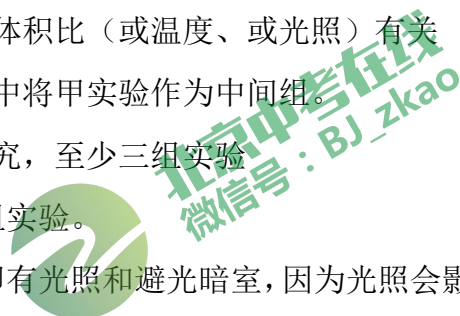 体积比（或温度、或光照）有关
中将甲实验作为中间组。
究，至少三组实验
实验。
有光照和避光暗室，因为光照会影
北京中考在线
微信号：BJ_zkao